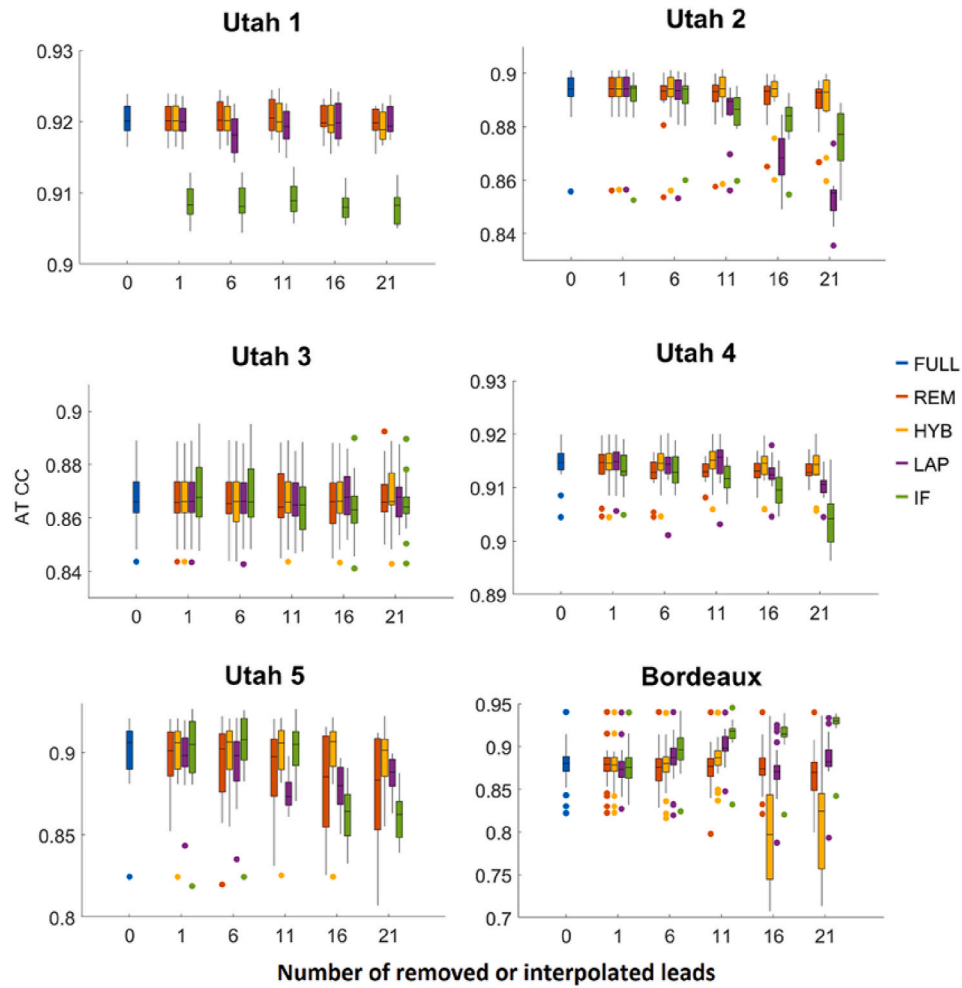 Utah 1
0.93
0.92
0.91
0.9
0 1 6 11 16 21
Utah 2
0.9
0.88
0.86
0.84
0 1 6 11 16 21
Utah 3
0.9
0.88
0.86
0.84
AT CC
0 1 6 11 16 21
Utah 4
0.93
0.92
0.91
0.9
0.89
0 1 6 11 16 21
FULL
REM
HYB
LAP
IF
Utah 5
0.9
0.85
0.8
0 1 6 11 16 21
Bordeaux
0.95
0.9
0.85
0.8
0.75
0.7
0 1 6 11 16 21
Number of removed or interpolated leads